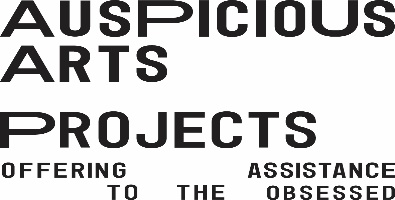 AUSPICIOUS
ARTS
PROJECTS
OFFERING ASSISTANCE
TO THE OBSESSED